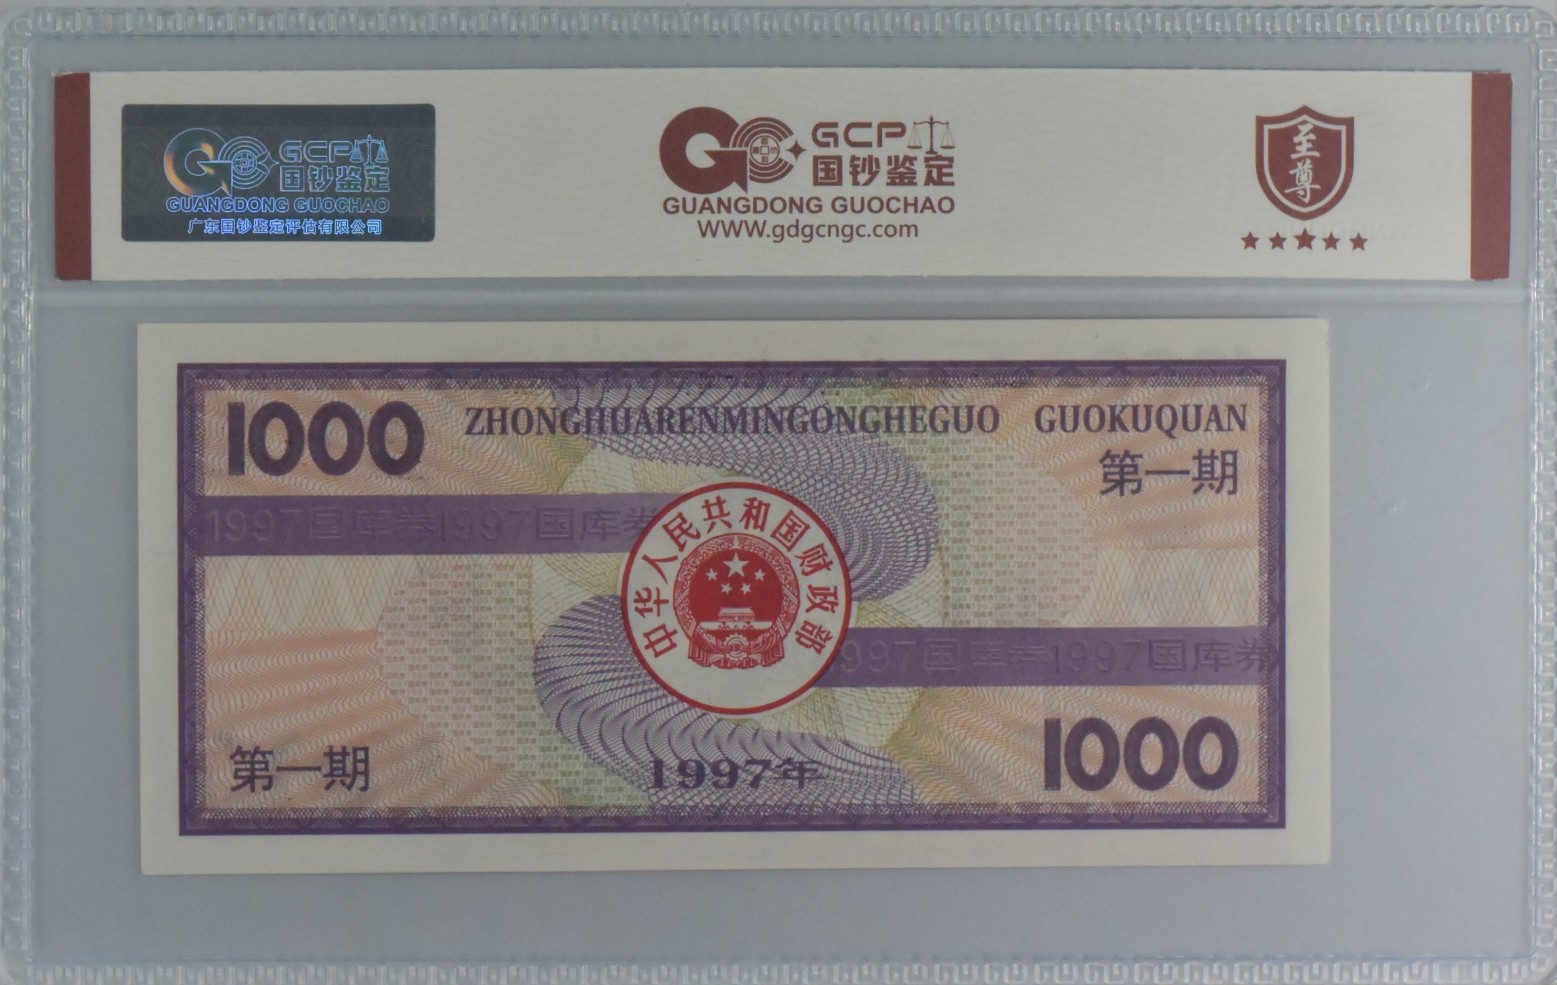 GCP
国钞鉴定
GUANGDONG GUOCHAO
广东国钞鉴定评估有限公司
GCP
国钞鉴定
GUANGDONG GUOCHAO
WWW.gdgcngc.com
至尊
1000
ZHONGHUARENMINGONGHEGUO GUOKUQUAN
第一期
1997国库券1997国库券
中华人民共和国财政部
997国库券1997国库券
第一期
1997年
1000